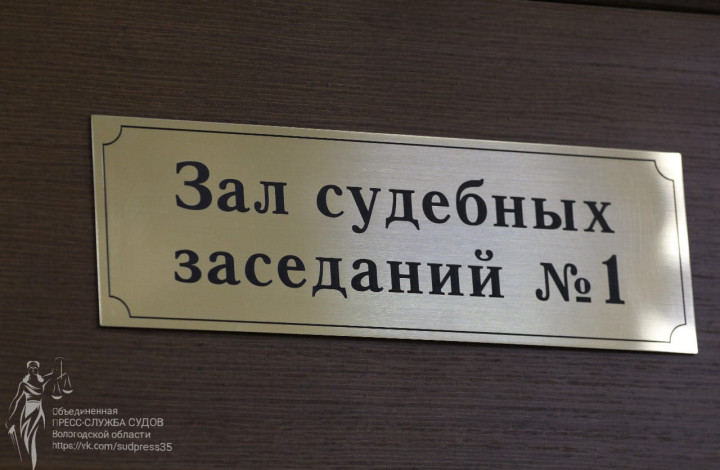 Зал судебных
заседаний №1
Объединенная
ПРЕСС-СЛУЖБА СУДОВ
Вологодской области
https://vk.com/sudpress35